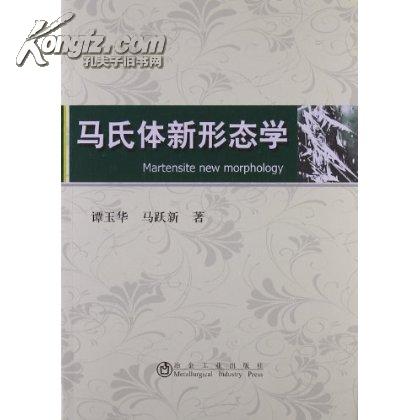 Kongfz.com
孔夫子旧书网
马氏体新形态学
Martensite new morphology
谭玉华 马跃新 著
冶金工业出版社
Metallurgical Industry Press